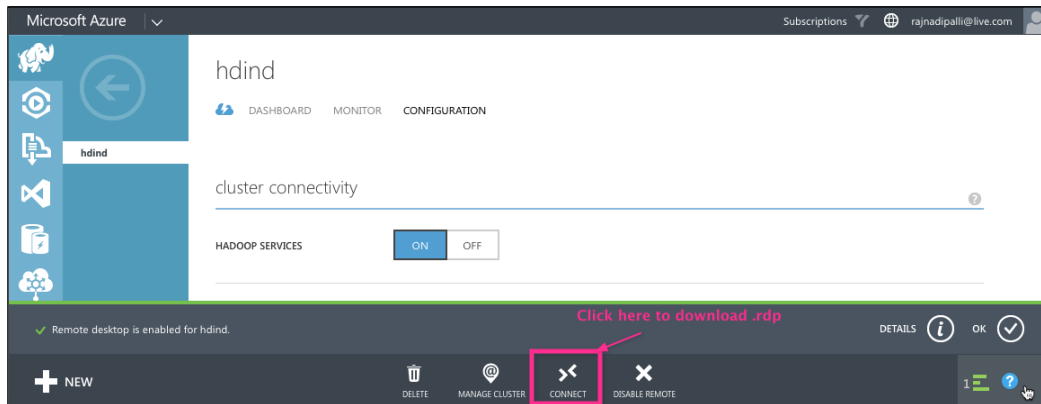 Microsoft Azure
Subscriptions
rajnadipalli@live.com
hdind
DASHBOARD MONITOR CONFIGURATION
hdind
cluster connectivity
?
HADOOP SERVICES ON OFF
Click here to download .rdp
Remote desktop is enabled for hdind.
DETAILS i OK
NEW
DELETE MANAGE CLUSTER CONNECT DISABLE REMOTE
@
1 ?